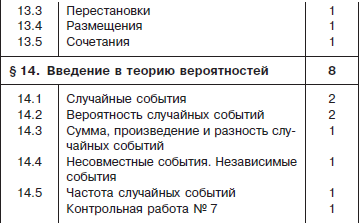 13.3 Перестановки 1
13.4 Размещения 1
13.5 Сочетания 1
§ 14. Введение в теорию вероятностей 8
14.1 Случайные события 2
14.2 Вероятность случайных событий 2
14.3 Сумма, произведение и разность слу- 1
чайных событий
14.4 Несовместные события. Независимые 1
события
14.5 Частота случайных событий 1
Контрольная работа № 7 1